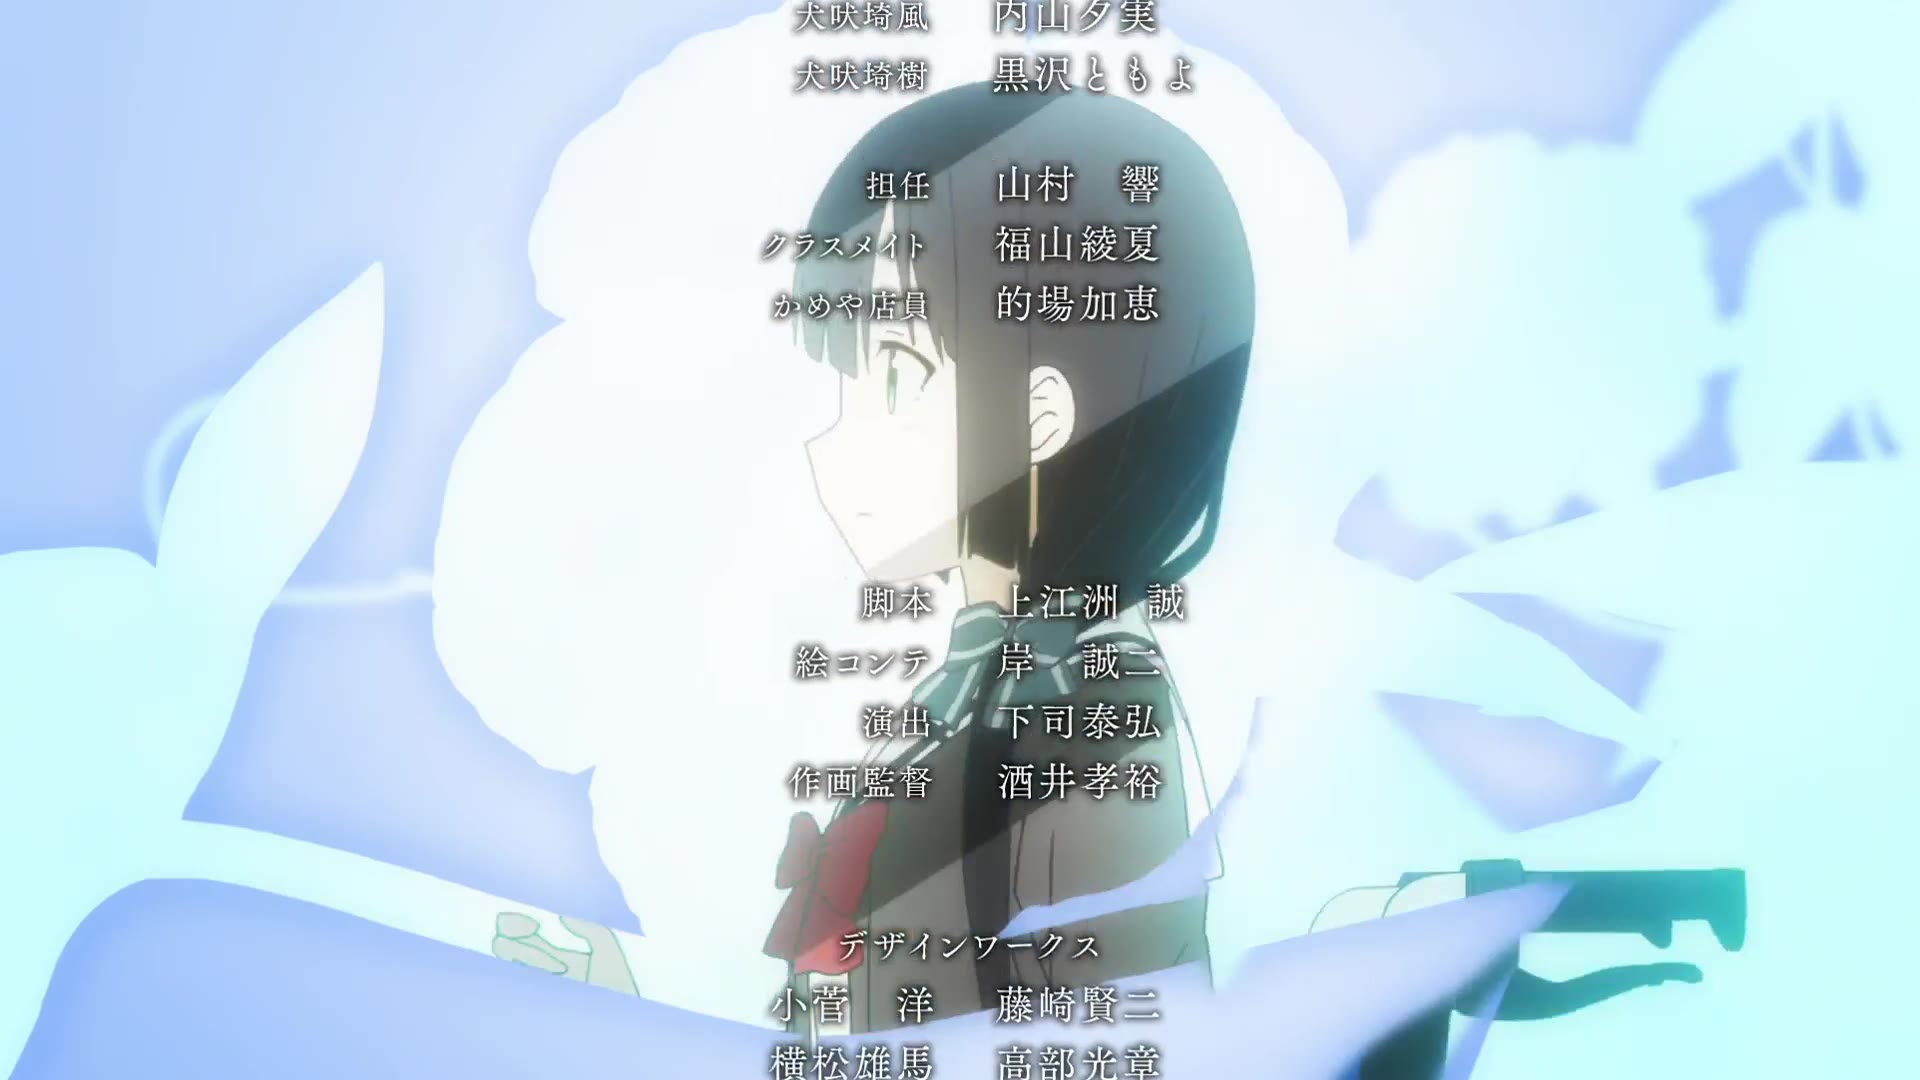 犬吠埼風 内山夕実
犬吠埼樹 黒沢ともよ
担任 山村 響
クラスメイト 福山綾夏
かめや店員 的場加恵
脚本 上江洲 誠
絵コンテ 岸 誠二
演出 下司泰弘
作画監督 酒井孝裕
デザインワークス
小菅 洋 藤崎賢二
横松雄馬 高部光章